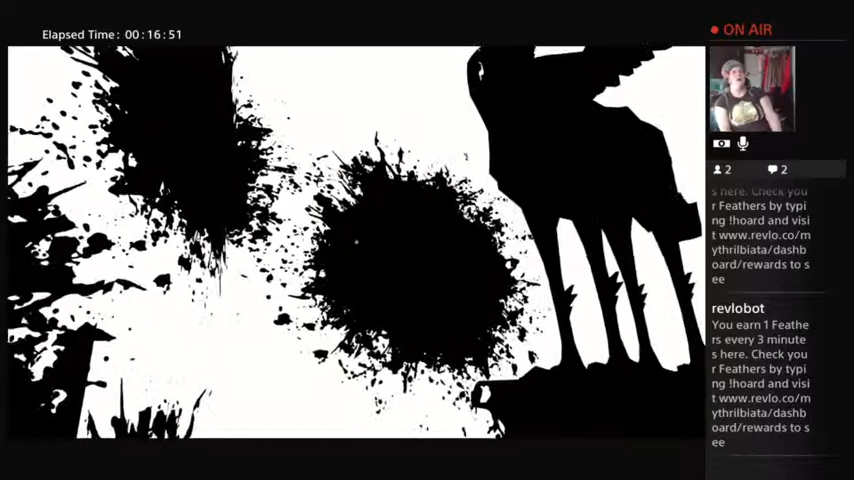 Elapsed Time: 00:16:51
ON AIR
2
2
s here. Check you
r Feathers by typi
ng !hoard and visi
t www.revlo.co/m
ythrilbiata/dashb
oard/rewards to s
ee
revlobot
You earn 1 Feathe
rs every 3 minute
s here. Check you
r Feathers by typi
ng !hoard and visi
t www.revlo.co/m
ythrilbiata/dashb
oard/rewards to s
ee